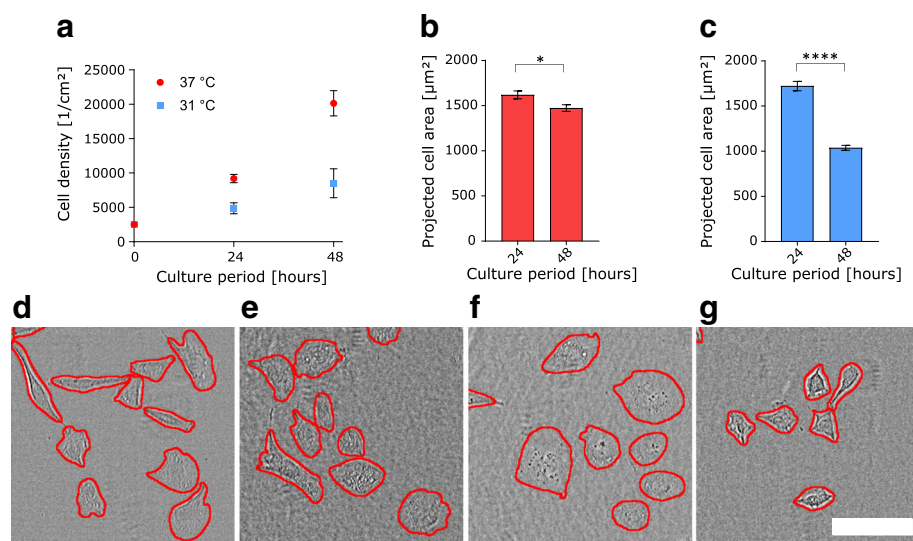 a
Cell density [1/cm²]
25000
20000
15000
10000
5000
0
37 °C
31 °C
0
24
48
Culture period [hours]
b
Projected cell area [µm²]
2000
1500
1000
500
0
*
24
48
Culture period [hours]
c
Projected cell area [µm²]
2000
1500
1000
500
0
****
24
48
Culture period [hours]
d
e
f
g